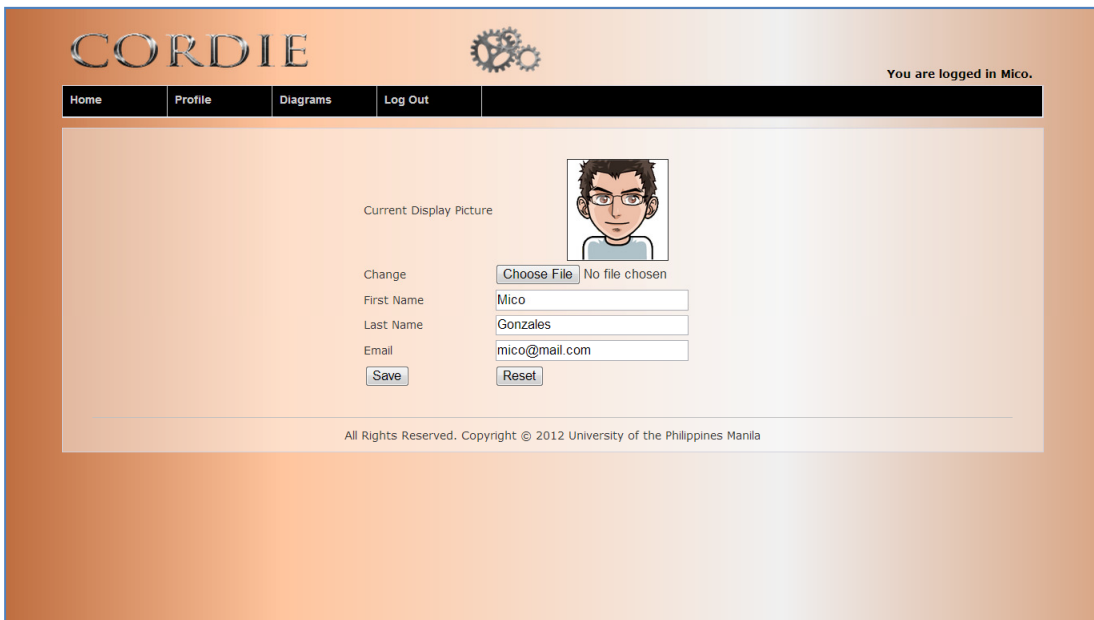 CORDIE
You are logged in Mico.
Home Profile Diagrams Log Out
Current Display Picture
Change Choose File No file chosen
First Name Mico
Last Name Gonzales
Email mico@mail.com
Save Reset
All Rights Reserved. Copyright © 2012 University of the Philippines Manila